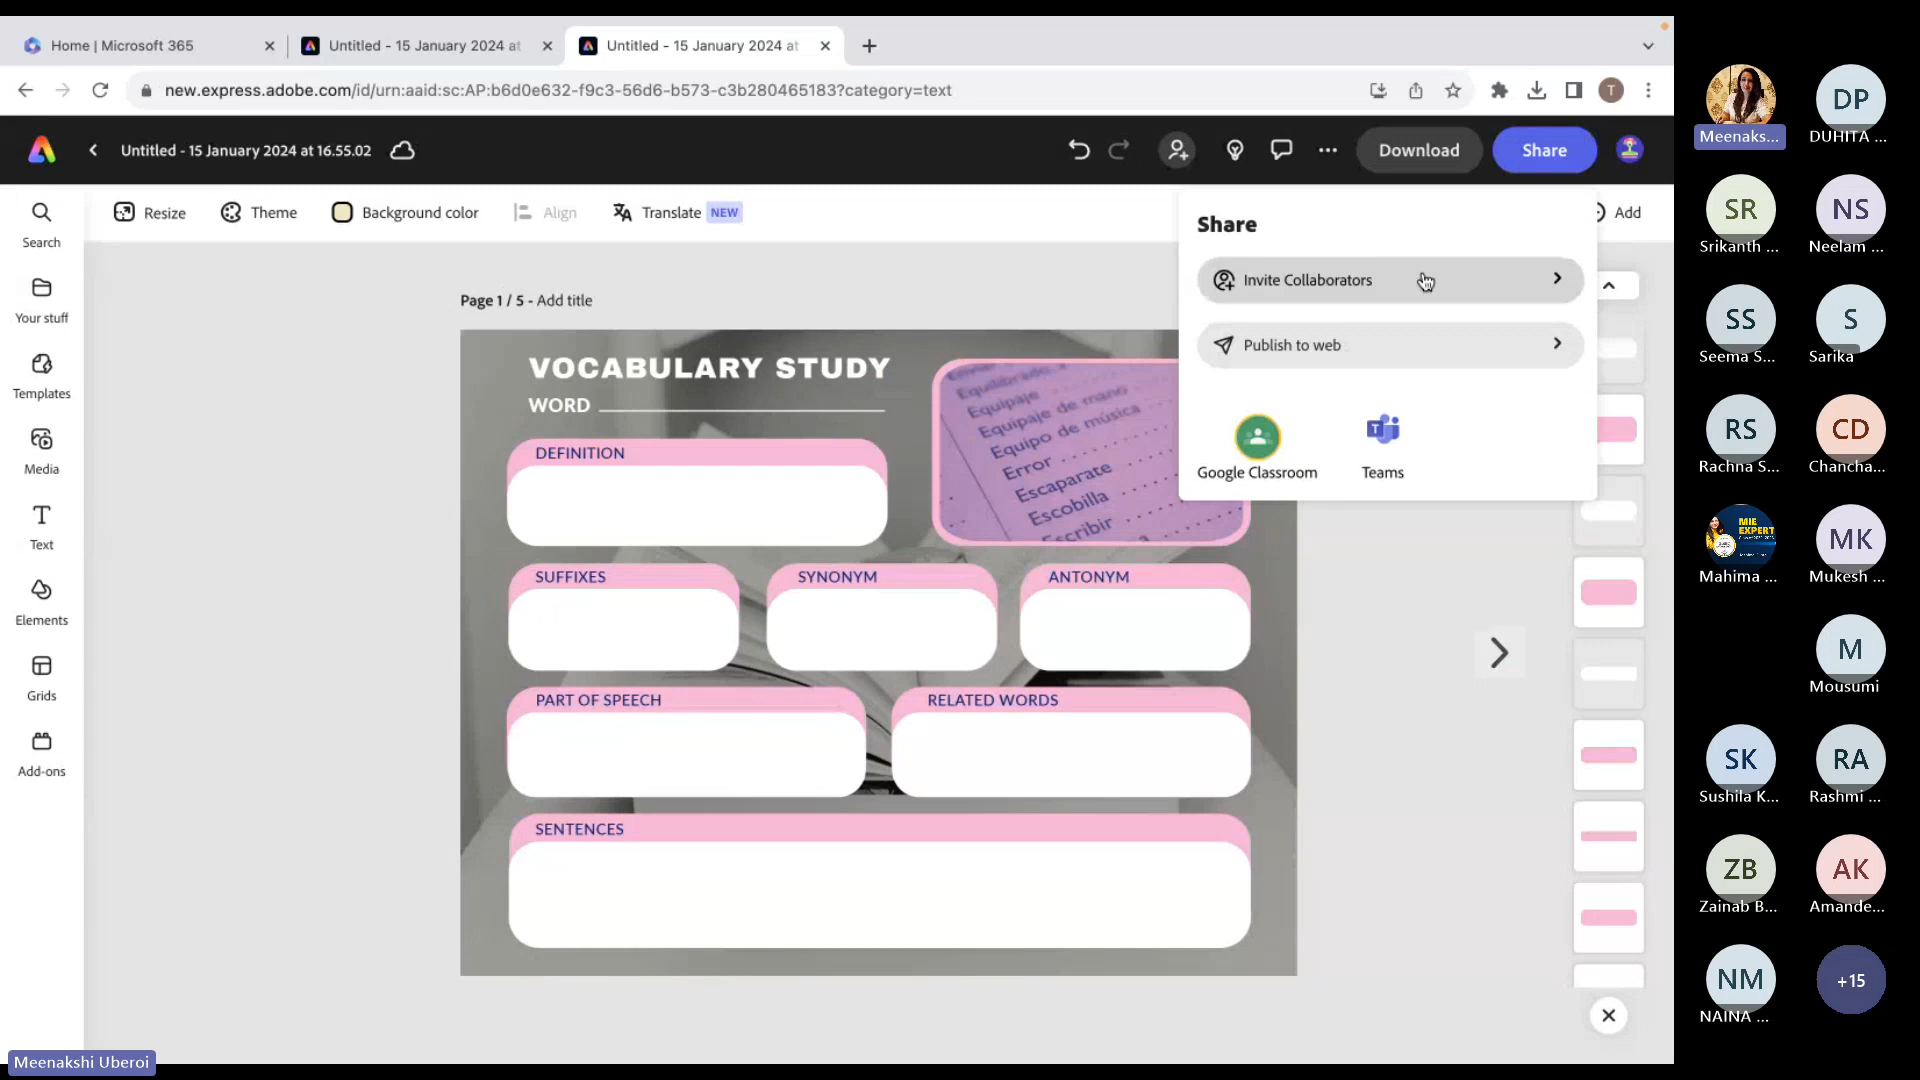 Home | Microsoft 365
Untitled - 15 January 2024 at
Untitled - 15 January 2024 at
new.express.adobe.com/id/urn:aaid:sc:AP:b6d0e632-f9c3-56d6-b573-c3b280465183?category=text
T
Untitled - 15 January 2024 at 16.55.02
Download
Share
Resize
Theme
Background color
Align
Translate NEW
Add
Search
Your stuff
Templates
Media
Text
Elements
Grids
Add-ons
Share
Invite Collaborators
Publish to web
Google Classroom
Teams
Page 1 / 5 - Add title
VOCABULARY STUDY
WORD
Equipaje
Equipaje de mano
Equipo de música
Error
Escaparate
Escobilla
DEFINITION
SUFFIXES
SYNONYM
ANTONYM
PART OF SPEECH
RELATED WORDS
SENTENCES
Meenaks...
DP
DUHITA ...
SR
Srikanth ...
NS
Neelam ...
SS
Seema S...
S
Sarika
RS
Rachna S...
CD
Chancha...
MIE
EXPERT
Mahima ...
MK
Mukesh ...
M
Mousumi
SK
Sushila K...
RA
Rashmi ...
ZB
Zainab B...
AK
Amande...
NM
NAINA ...
+15
Meenakshi Uberoi